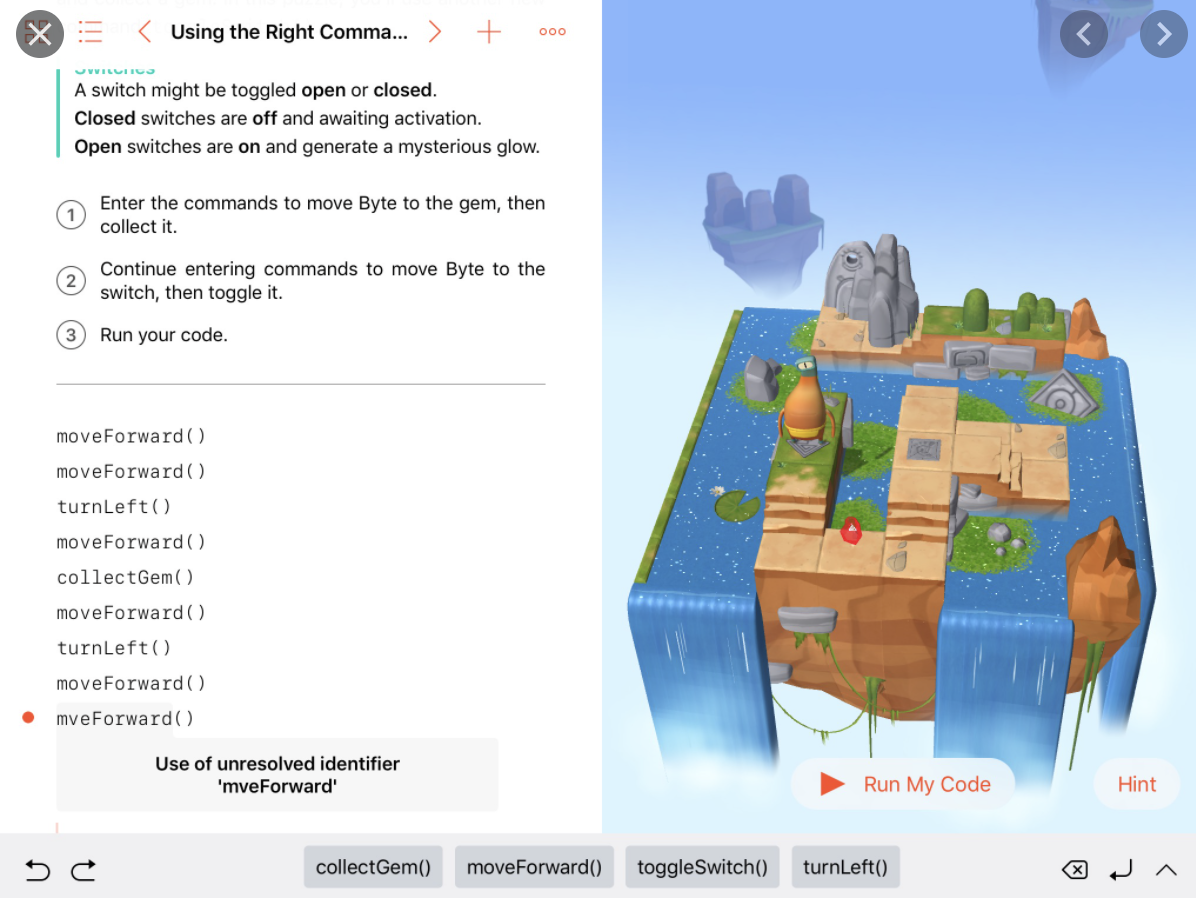 Using the Right Comma...
Switches
A switch might be toggled open or closed.
Closed switches are off and awaiting activation.
Open switches are on and generate a mysterious glow.
1 Enter the commands to move Byte to the gem, then
collect it.
2 Continue entering commands to move Byte to the
switch, then toggle it.
3 Run your code.
moveForward()
moveForward()
turnLeft()
moveForward()
collectGem()
moveForward()
turnLeft()
moveForward()
mveForward()
Use of unresolved identifier
'mveForward'
Run My Code
Hint
collectGem() moveForward() toggleSwitch() turnLeft()